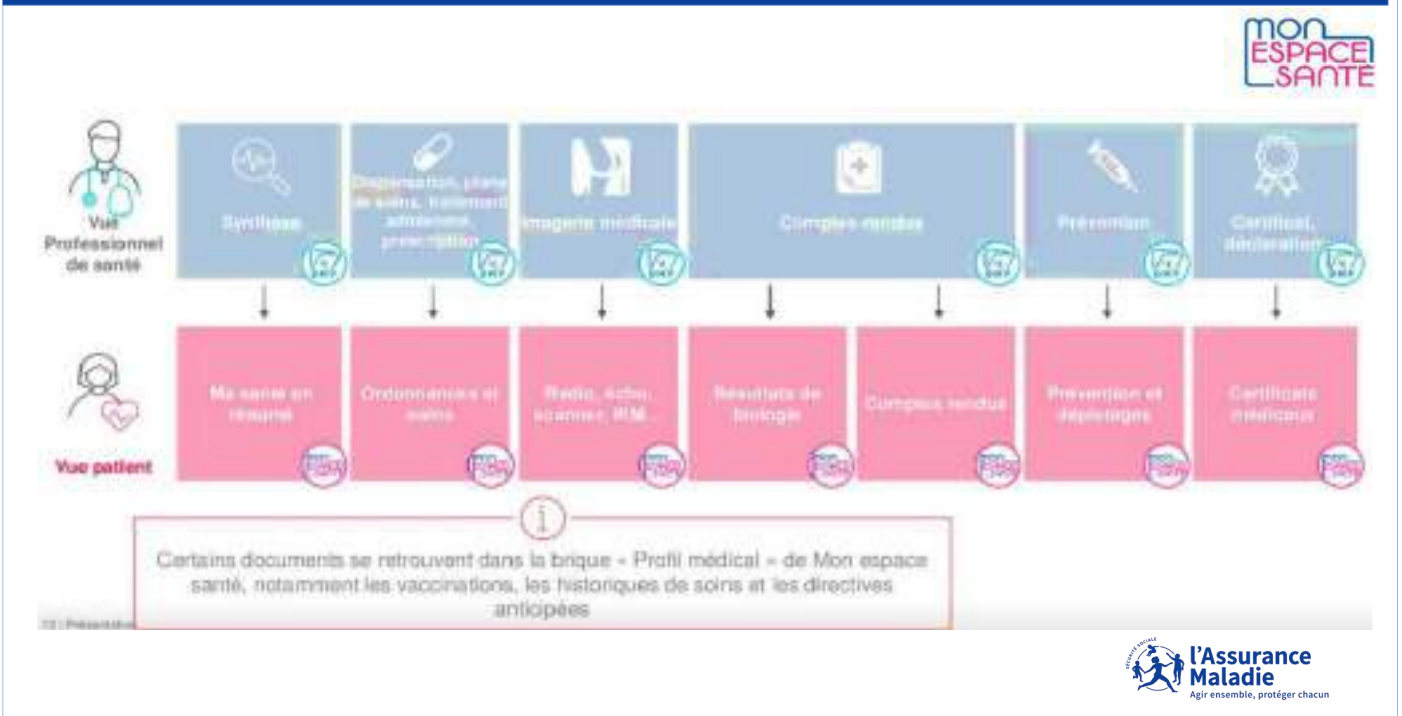 mon
ESPACE
SANTÉ
Vue
Professionnel
de santé
Synthèse
Dispensation, plans
de soins, traitement
administré,
prescription
Imagerie médicale
Comptes rendus
Prévention
Certificat,
déclaration
Vue patient
Ma santé en
résumé
Ordonnances et
soins
Radio, écho,
scanner, IRM...
Résultats de
biologie
Comptes rendus
Prévention et
dépistages
Certificats
médicaux
i
Certains documents se retrouvent dans la brique « Profil médical » de Mon espace
santé, notamment les vaccinations, les historiques de soins et les directives
anticipées
SÉCURITÉ SOCIALE
l'Assurance
Maladie
Agir ensemble, protéger chacun